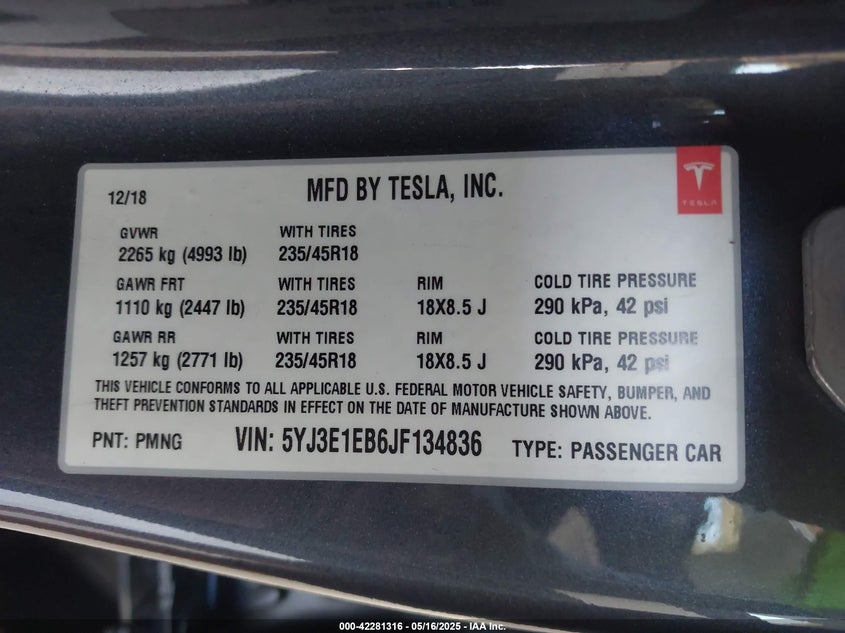 12/18
MFD BY TESLA, INC.
TESLA
GVWR WITH TIRES
2265 kg (4993 lb) 235/45R18
GAWR FRT WITH TIRES RIM COLD TIRE PRESSURE
1110 kg (2447 lb) 235/45R18 18X8.5 J 290 kPa, 42 psi
GAWR RR WITH TIRES RIM COLD TIRE PRESSURE
1257 kg (2771 lb) 235/45R18 18X8.5 J 290 kPa, 42 psi
THIS VEHICLE CONFORMS TO ALL APPLICABLE U.S. FEDERAL MOTOR VEHICLE SAFETY, BUMPER, AND
THEFT PREVENTION STANDARDS IN EFFECT ON THE DATE OF MANUFACTURE SHOWN ABOVE.
PNT: PMNG VIN: 5YJ3E1EB6JF134836 TYPE: PASSENGER CAR
000-42281316 - 05/16/2025 - IAA Inc.